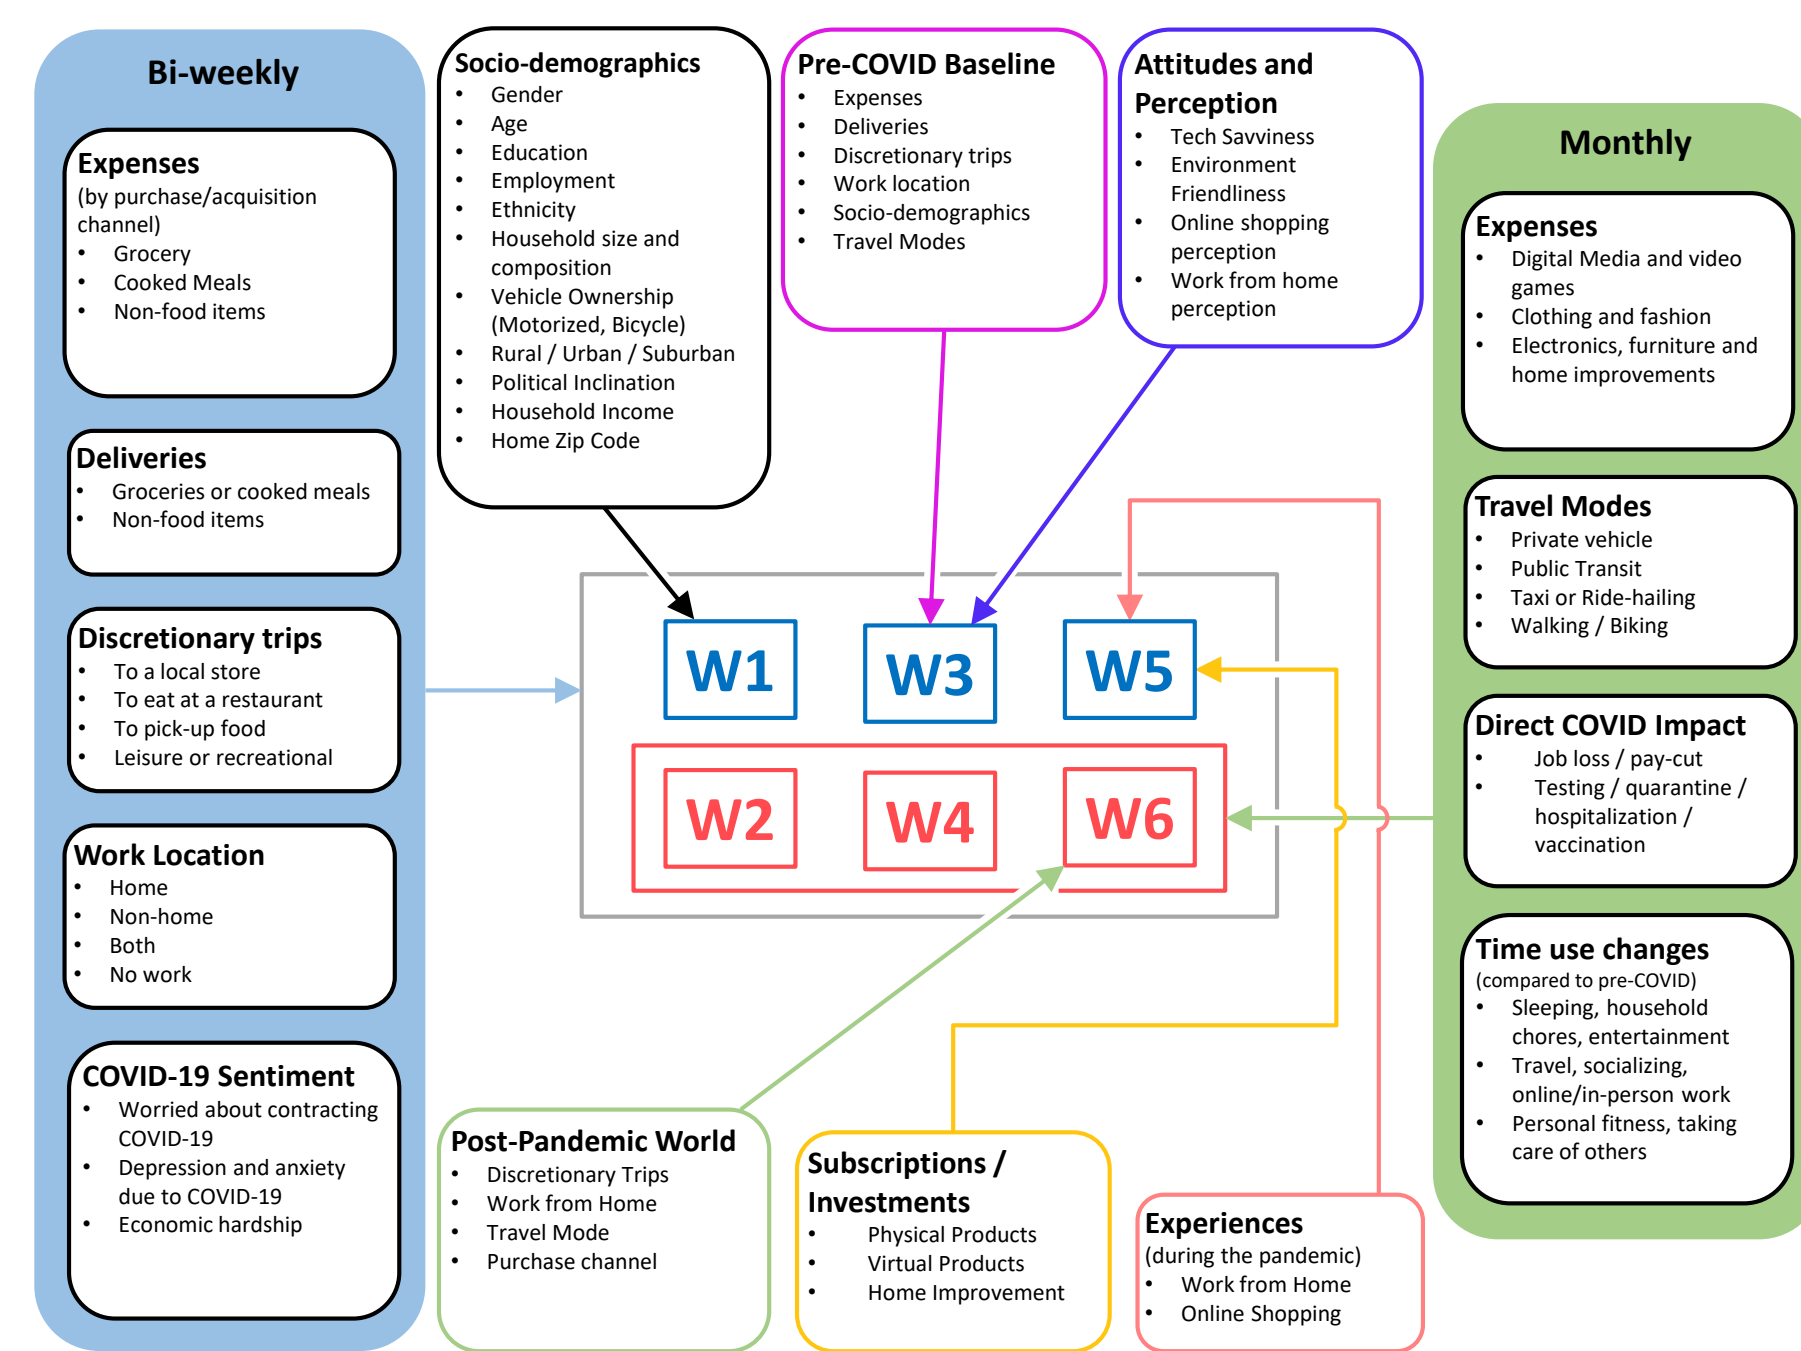 Bi-weekly
Expenses
(by purchase/acquisition
channel)
• Grocery
• Cooked Meals
• Non-food items
Deliveries
• Groceries or cooked meals
• Non-food items
Discretionary trips
• To a local store
• To eat at a restaurant
• To pick-up food
• Leisure or recreational
Work Location
• Home
• Non-home
• Both
• No work
COVID-19 Sentiment
• Worried about contracting
COVID-19
• Depression and anxiety
due to COVID-19
• Economic hardship
Socio-demographics
• Gender
• Age
• Education
• Employment
• Ethnicity
• Household size and
composition
• Vehicle Ownership
(Motorized, Bicycle)
• Rural / Urban / Suburban
• Political Inclination
• Household Income
• Home Zip Code
Pre-COVID Baseline
• Expenses
• Deliveries
• Discretionary trips
• Work location
• Socio-demographics
• Travel Modes
Attitudes and
Perception
• Tech Savviness
• Environment
Friendliness
• Online shopping
perception
• Work from home
perception
W1
W3
W5
W2
W4
W6
Post-Pandemic World
• Discretionary Trips
• Work from Home
• Travel Mode
• Purchase channel
Subscriptions /
Investments
• Physical Products
• Virtual Products
• Home Improvement
Experiences
(during the pandemic)
• Work from Home
• Online Shopping
Monthly
Expenses
• Digital Media and video
games
• Clothing and fashion
• Electronics, furniture and
home improvements
Travel Modes
• Private vehicle
• Public Transit
• Taxi or Ride-hailing
• Walking / Biking
Direct COVID Impact
• Job loss / pay-cut
• Testing / quarantine /
hospitalization /
vaccination
Time use changes
(compared to pre-COVID)
• Sleeping, household
chores, entertainment
• Travel, socializing,
online/in-person work
• Personal fitness, taking
care of others